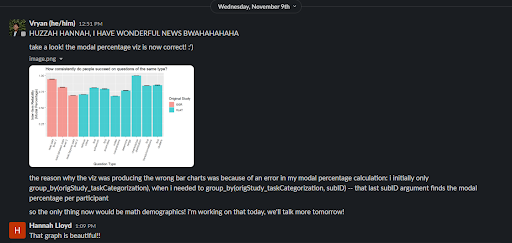 Wednesday, November 9th
Vryan (he/him) 12:51 PM
HUZZAH HANNAH, I HAVE WONDERFUL NEWS BWAHAHAHAHA
take a look! the modal percentage viz is now correct! :')
image.png
How consistently do people succeed on questions of the same type?
Original Study
Question Type
the reason why the viz was producing the wrong bar charts was because of an error in my modal percentage calculation: i initially only
group_by(origStudy_taskCategorization), when i needed to group_by(origStudy_taskCategorization, subID) -- that last subID argument finds the modal
percentage per participant
so the only thing now would be math demographics! i'm working on that today, we'll talk more tomorrow!
H
Hannah Lloyd 1:09 PM
That graph is beautiful!!